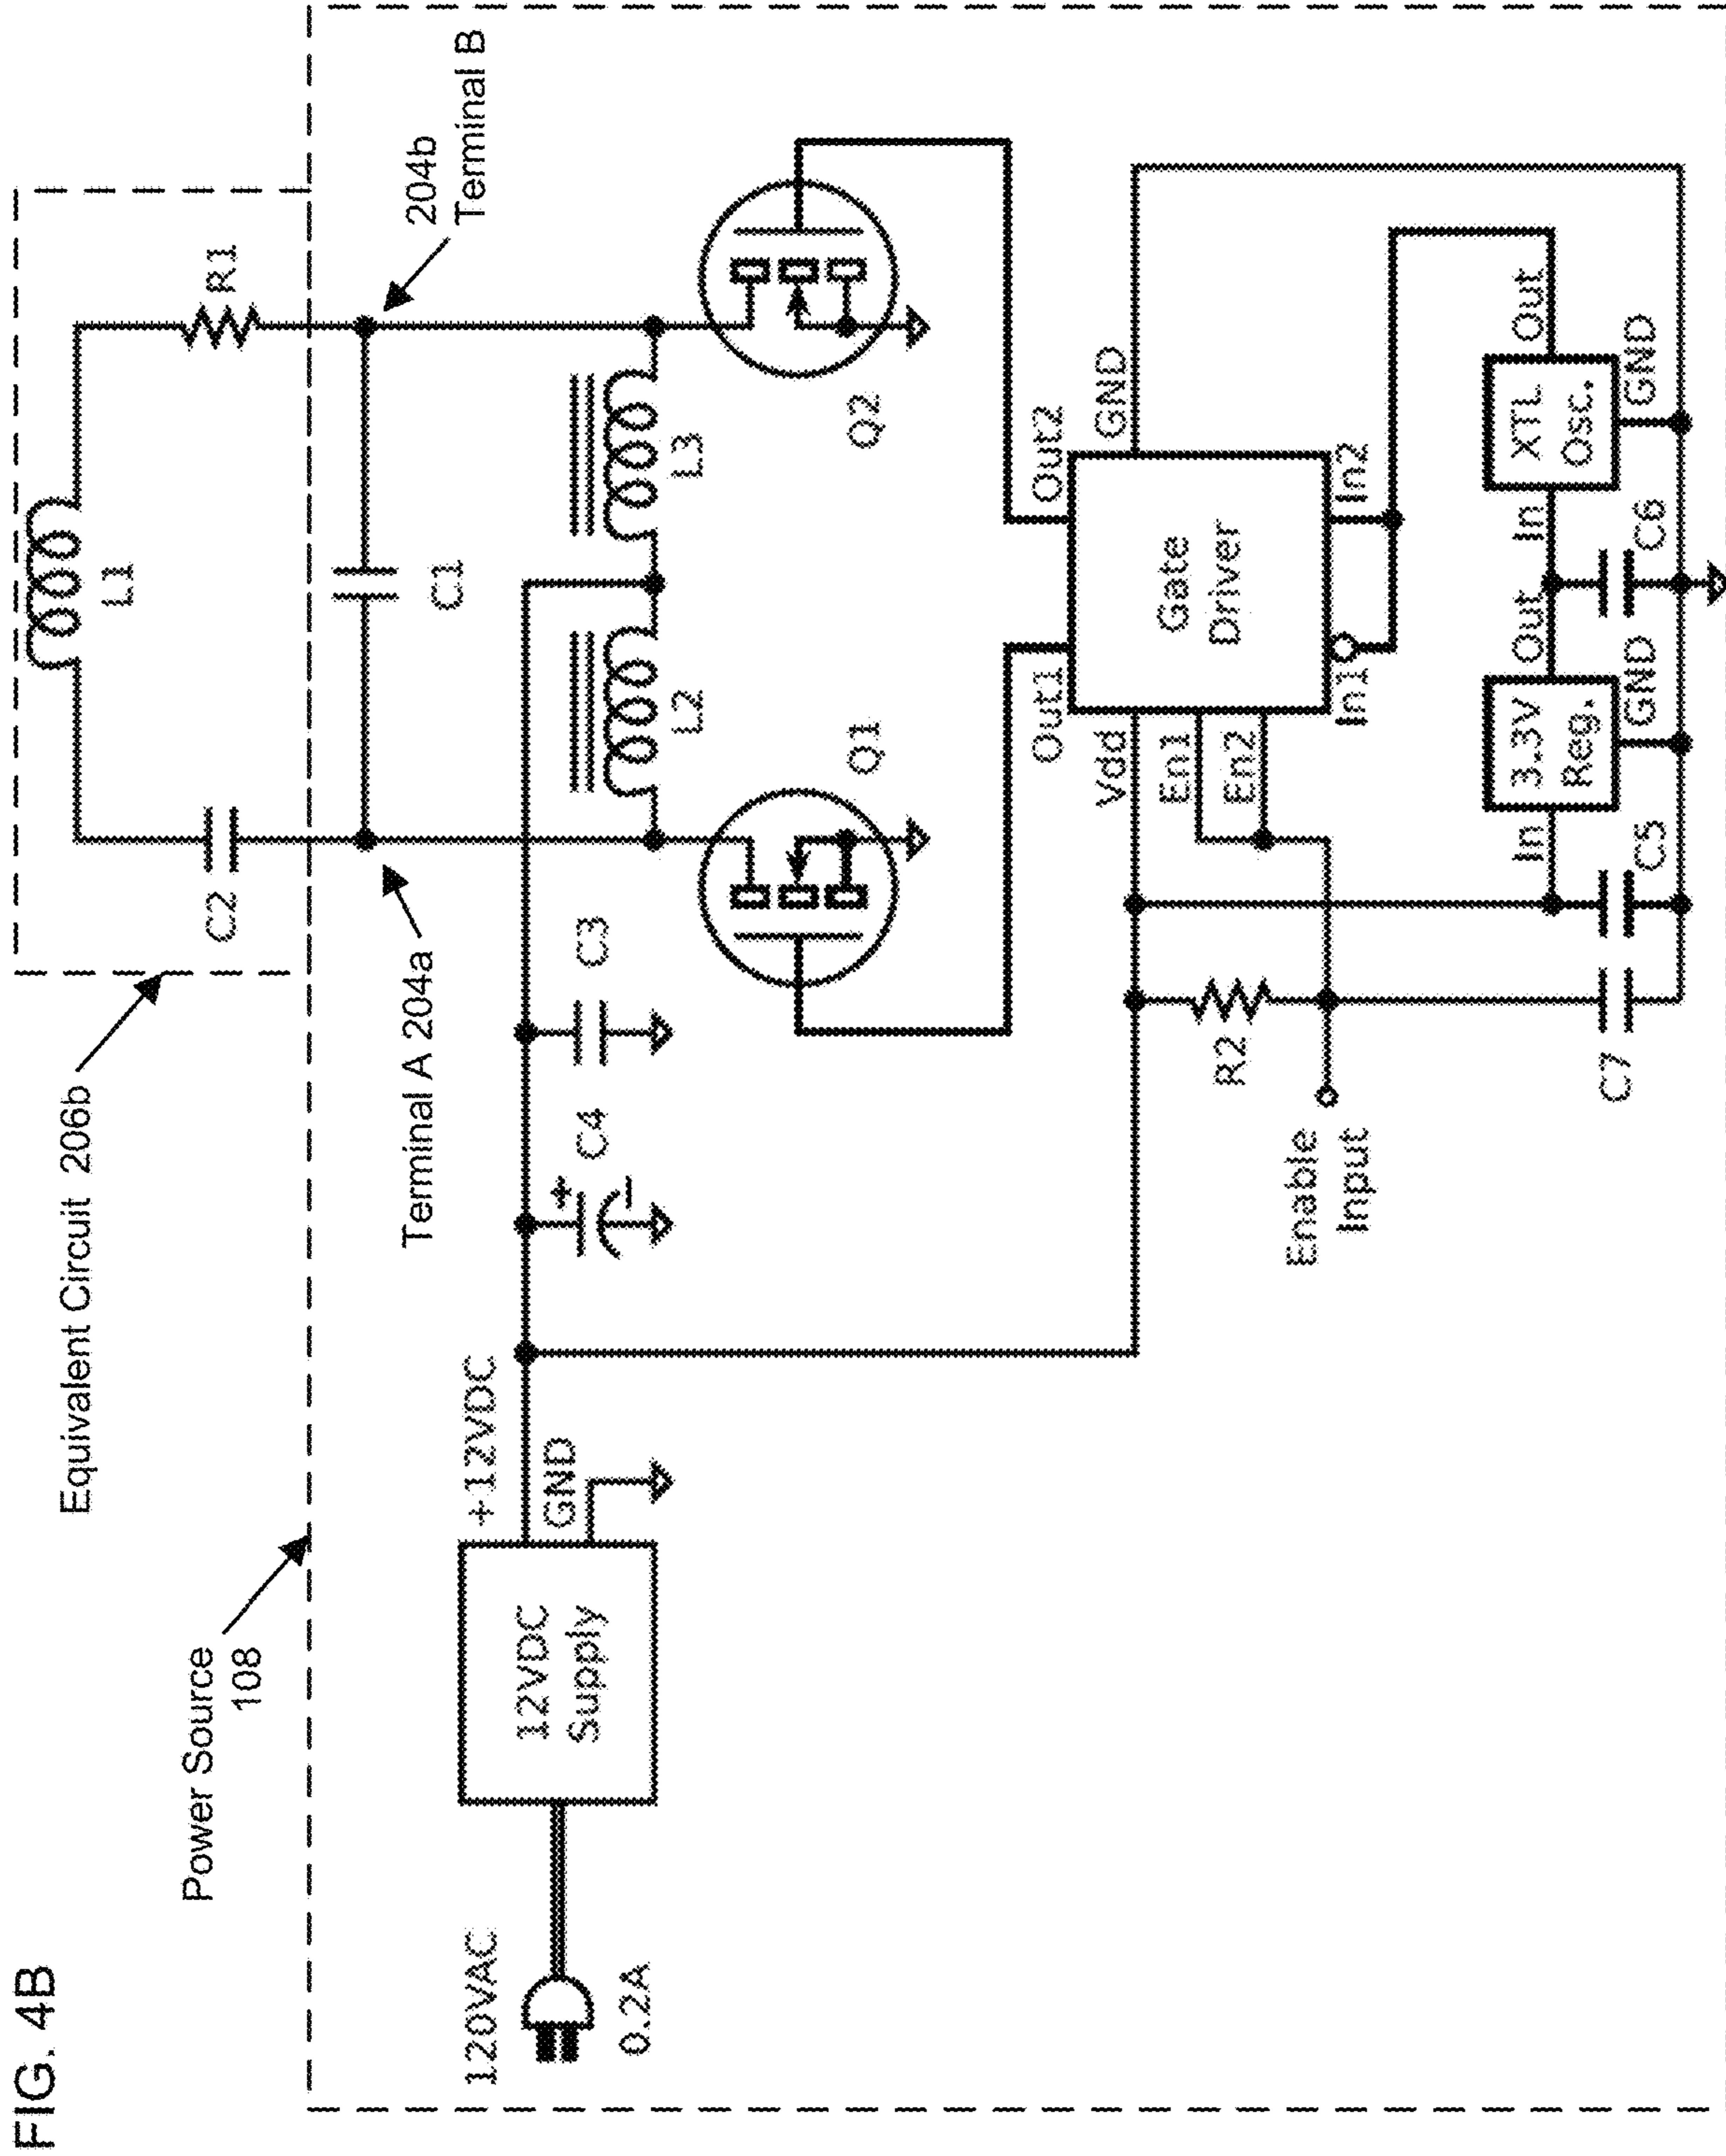 FIG. 4B
Power Source
108
Equivalent Circuit 206b
C2
L1
R1
Terminal A 204a
204b
Terminal B
C1
120VAC
0.2A
12VDC
Supply
+12VDC
GND
C4
+
−
C3
L2
L3
Q1
Q2
Out1
Out2
Vdd
GND
En1
En2
Gate
Driver
In1
In2
R2
Enable
Input
C7
In
3.3V
Reg.
Out
GND
C5
In
XTL
Osc.
Out
GND
C6